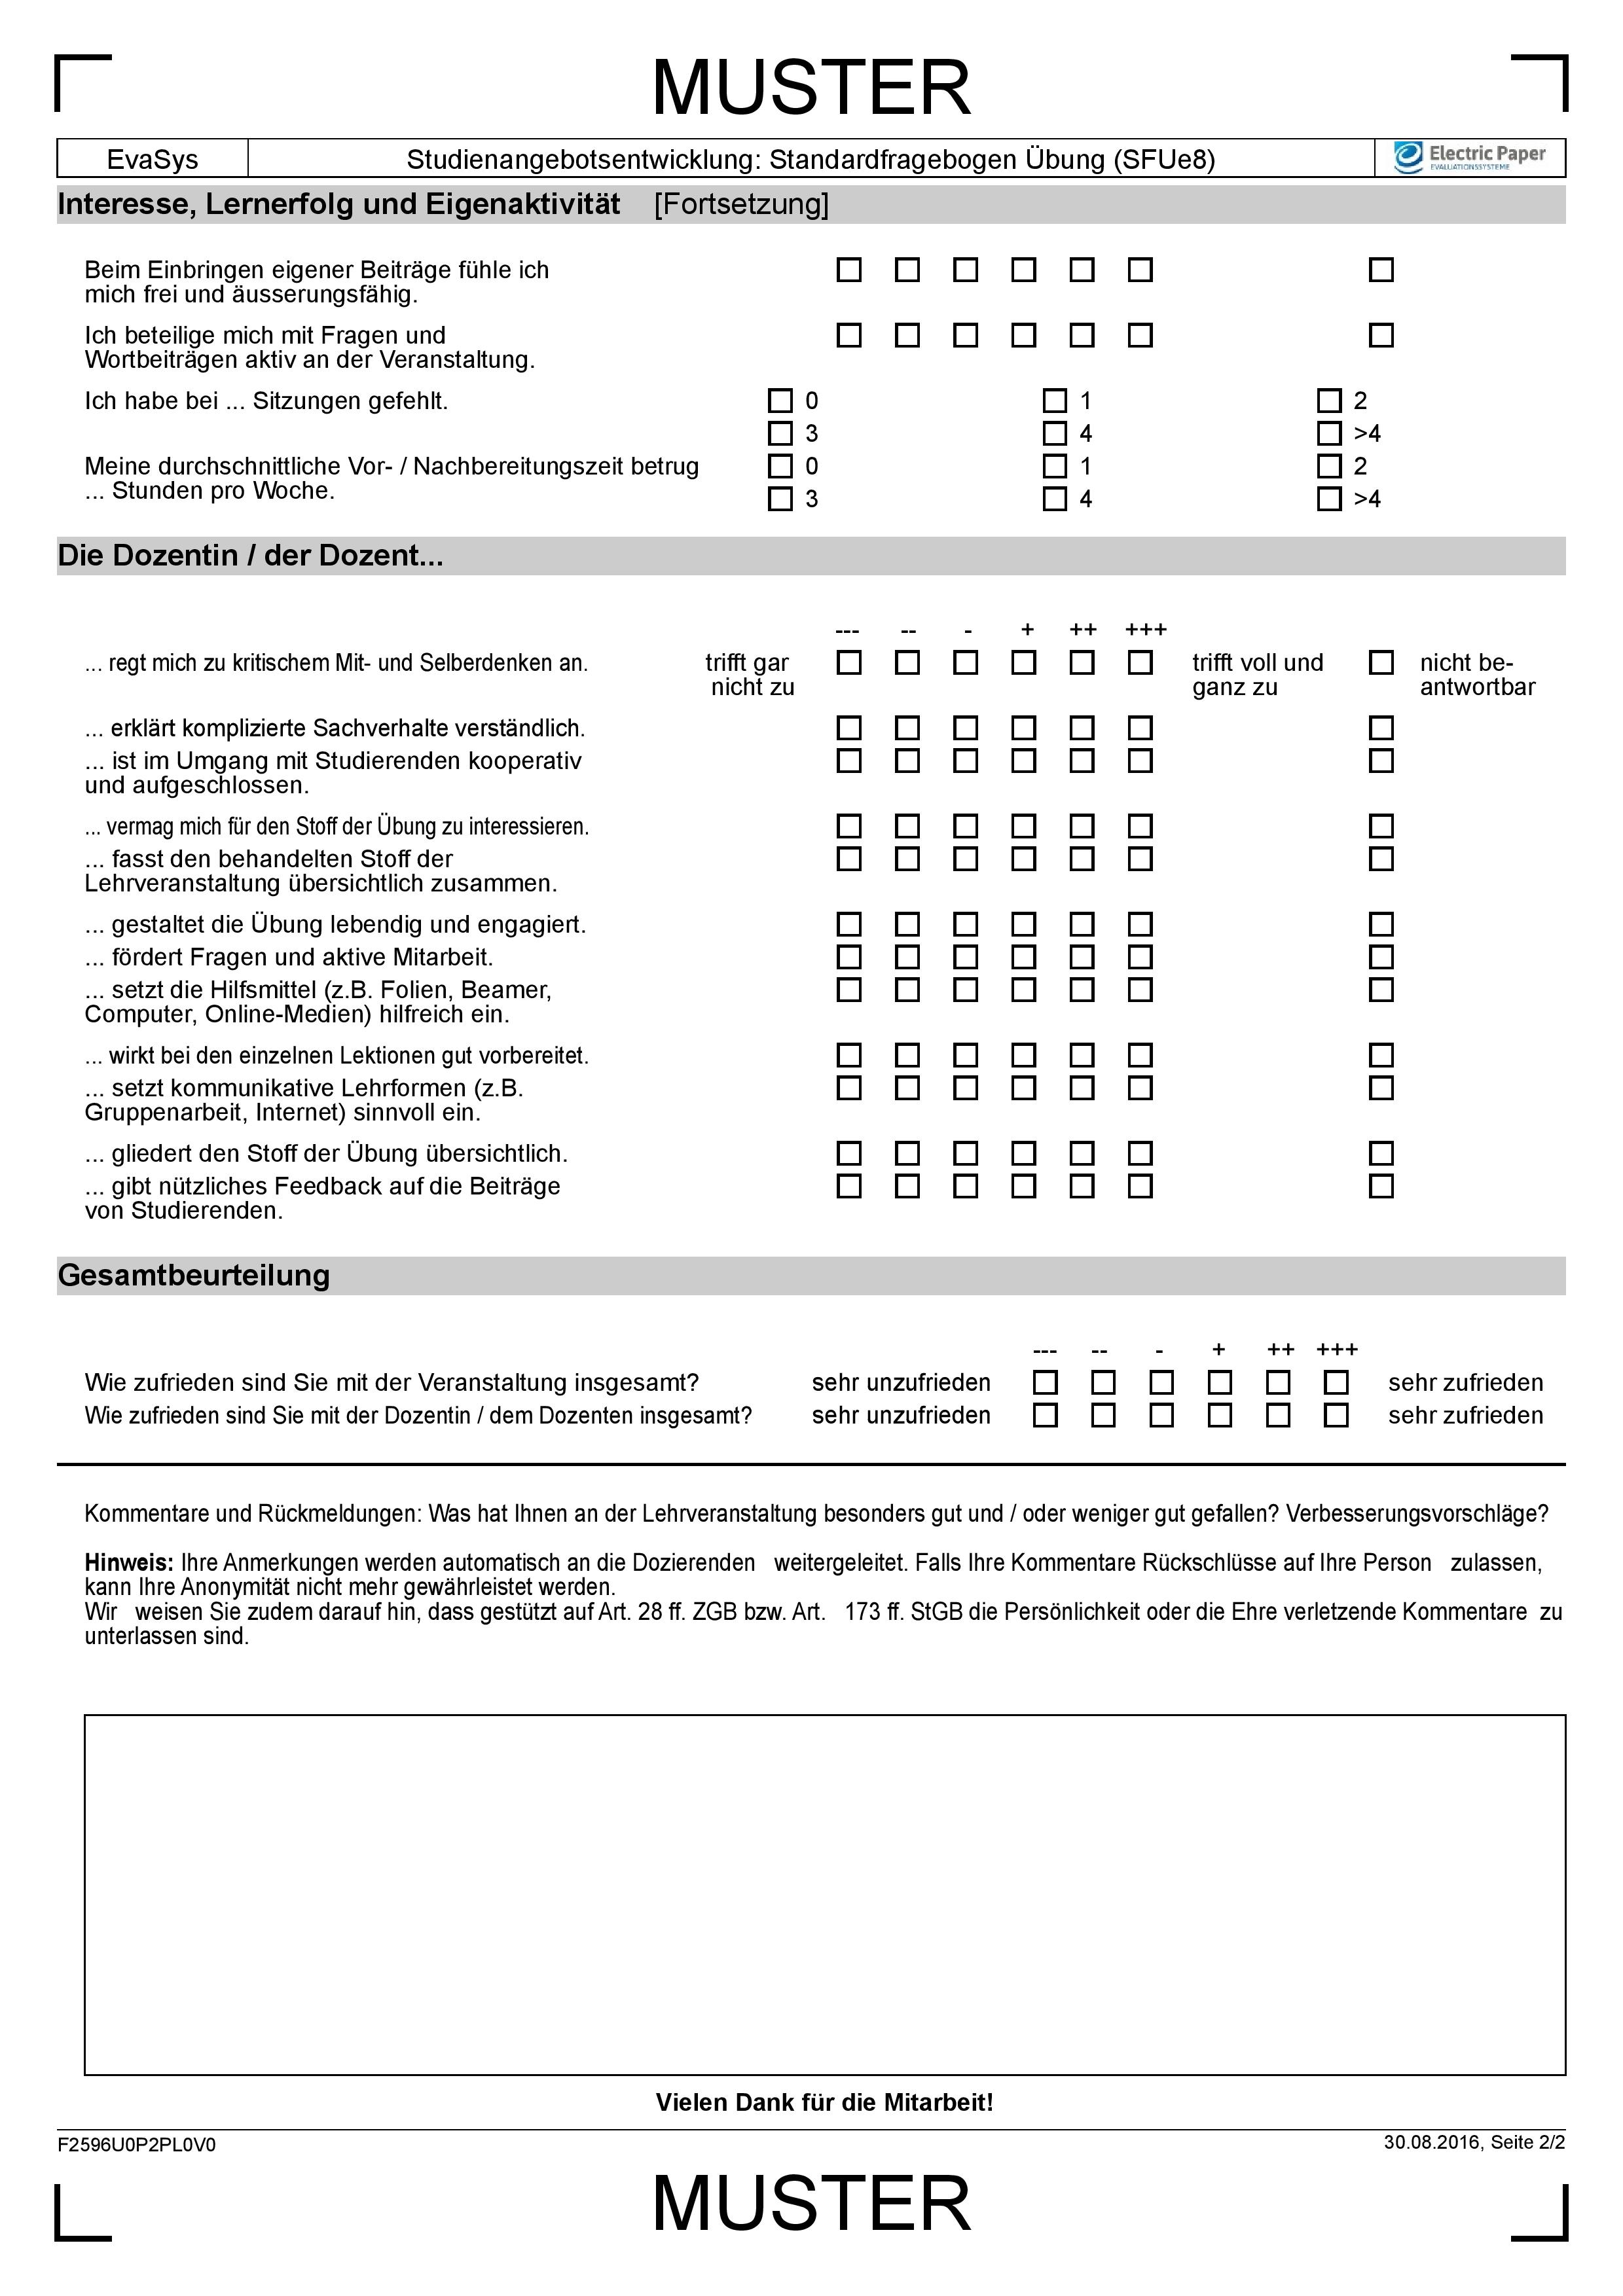 MUSTER
EvaSys Studienangebotsentwicklung: Standardfragebogen Übung (SFUe8) Electric Paper
EVALUATIONSSYSTEME
Interesse, Lernerfolg und Eigenaktivität [Fortsetzung]
Beim Einbringen eigener Beiträge fühle ich
mich frei und äusserungsfähig.
Ich beteilige mich mit Fragen und
Wortbeiträgen aktiv an der Veranstaltung.
Ich habe bei ... Sitzungen gefehlt. 0 1 2
3 4 >4
Meine durchschnittliche Vor- / Nachbereitungszeit betrug 0 1 2
... Stunden pro Woche. 3 4 >4
Die Dozentin / der Dozent...
--- -- - + ++ +++
... regt mich zu kritischem Mit- und Selberdenken an. trifft gar trifft voll und nicht be-
nicht zu ganz zu antwortbar
... erklärt komplizierte Sachverhalte verständlich.
... ist im Umgang mit Studierenden kooperativ
und aufgeschlossen.
... vermag mich für den Stoff der Übung zu interessieren.
... fasst den behandelten Stoff der
Lehrveranstaltung übersichtlich zusammen.
... gestaltet die Übung lebendig und engagiert.
... fördert Fragen und aktive Mitarbeit.
... setzt die Hilfsmittel (z.B. Folien, Beamer,
Computer, Online-Medien) hilfreich ein.
... wirkt bei den einzelnen Lektionen gut vorbereitet.
... setzt kommunikative Lehrformen (z.B.
Gruppenarbeit, Internet) sinnvoll ein.
... gliedert den Stoff der Übung übersichtlich.
... gibt nützliches Feedback auf die Beiträge
von Studierenden.
Gesamtbeurteilung
--- -- - + ++ +++
Wie zufrieden sind Sie mit der Veranstaltung insgesamt? sehr unzufrieden sehr zufrieden
Wie zufrieden sind Sie mit der Dozentin / dem Dozenten insgesamt? sehr unzufrieden sehr zufrieden
Kommentare und Rückmeldungen: Was hat Ihnen an der Lehrveranstaltung besonders gut und / oder weniger gut gefallen? Verbesserungsvorschläge?
Hinweis: Ihre Anmerkungen werden automatisch an die Dozierenden weitergeleitet. Falls Ihre Kommentare Rückschlüsse auf Ihre Person zulassen,
kann Ihre Anonymität nicht mehr gewährleistet werden.
Wir weisen Sie zudem darauf hin, dass gestützt auf Art. 28 ff. ZGB bzw. Art. 173 ff. StGB die Persönlichkeit oder die Ehre verletzende Kommentare zu
unterlassen sind.
Vielen Dank für die Mitarbeit!
F2596U0P2PL0V0 30.08.2016, Seite 2/2
MUSTER